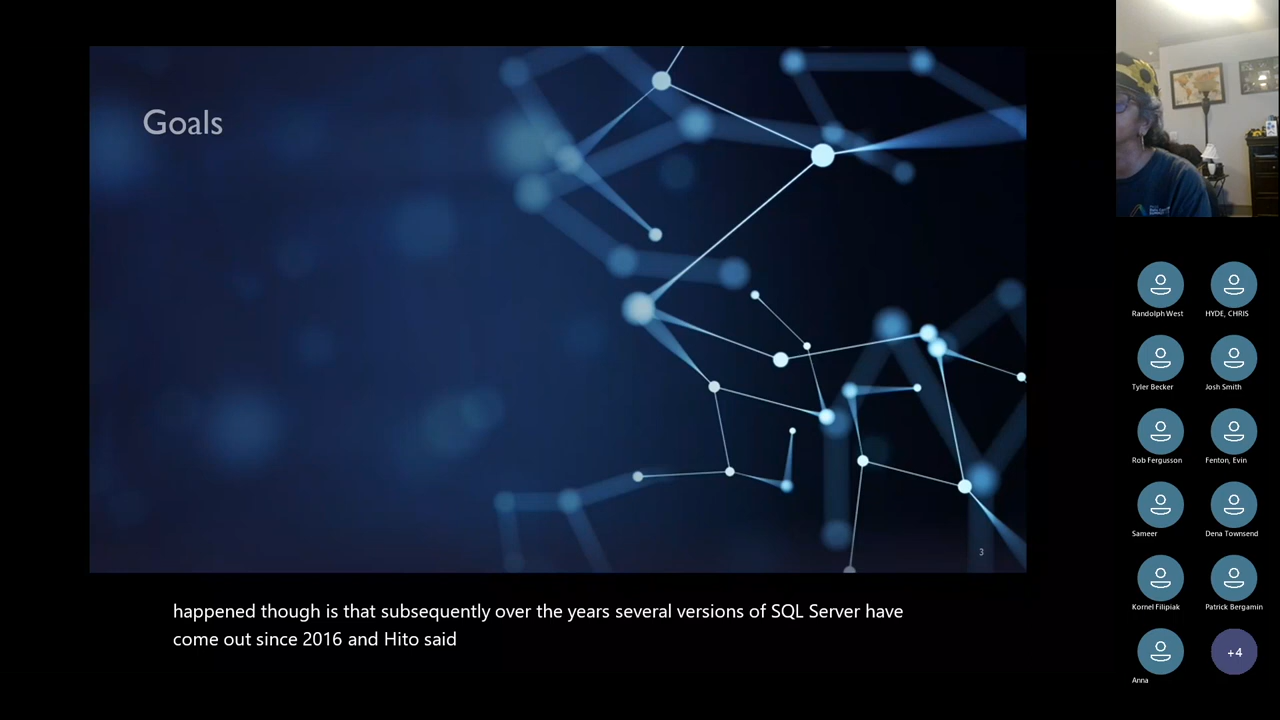 Goals
3
happened though is that subsequently over the years several versions of SQL Server have
come out since 2016 and Hito said
Randolph West
HYDE, CHRIS
Tyler Becker
Josh Smith
Rob Fergusson
Fenton, Evin
Sameer
Dena Townsend
Kornel Filipiak
Patrick Bergamin
Anna
+4